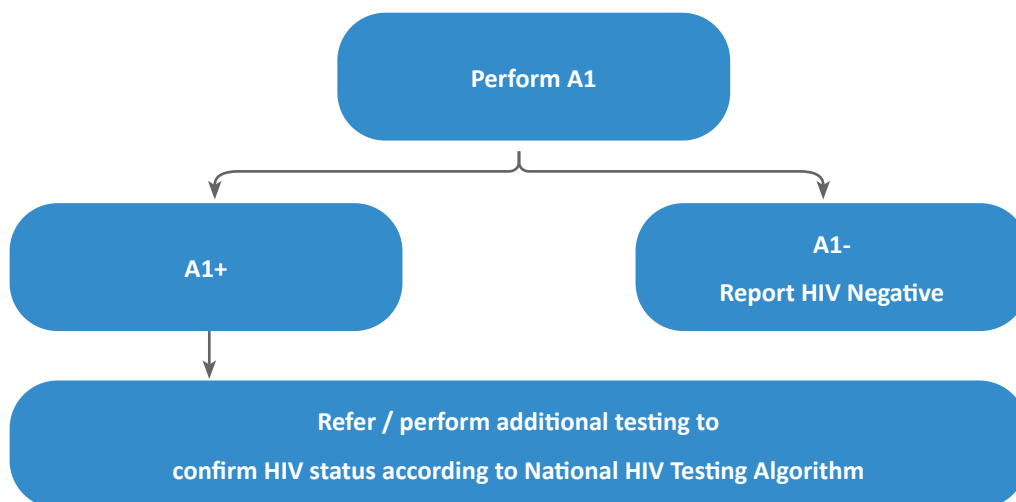 Perform A1
A1+
A1-
Report HIV Negative
Refer / perform additional testing to
confirm HIV status according to National HIV Testing Algorithm